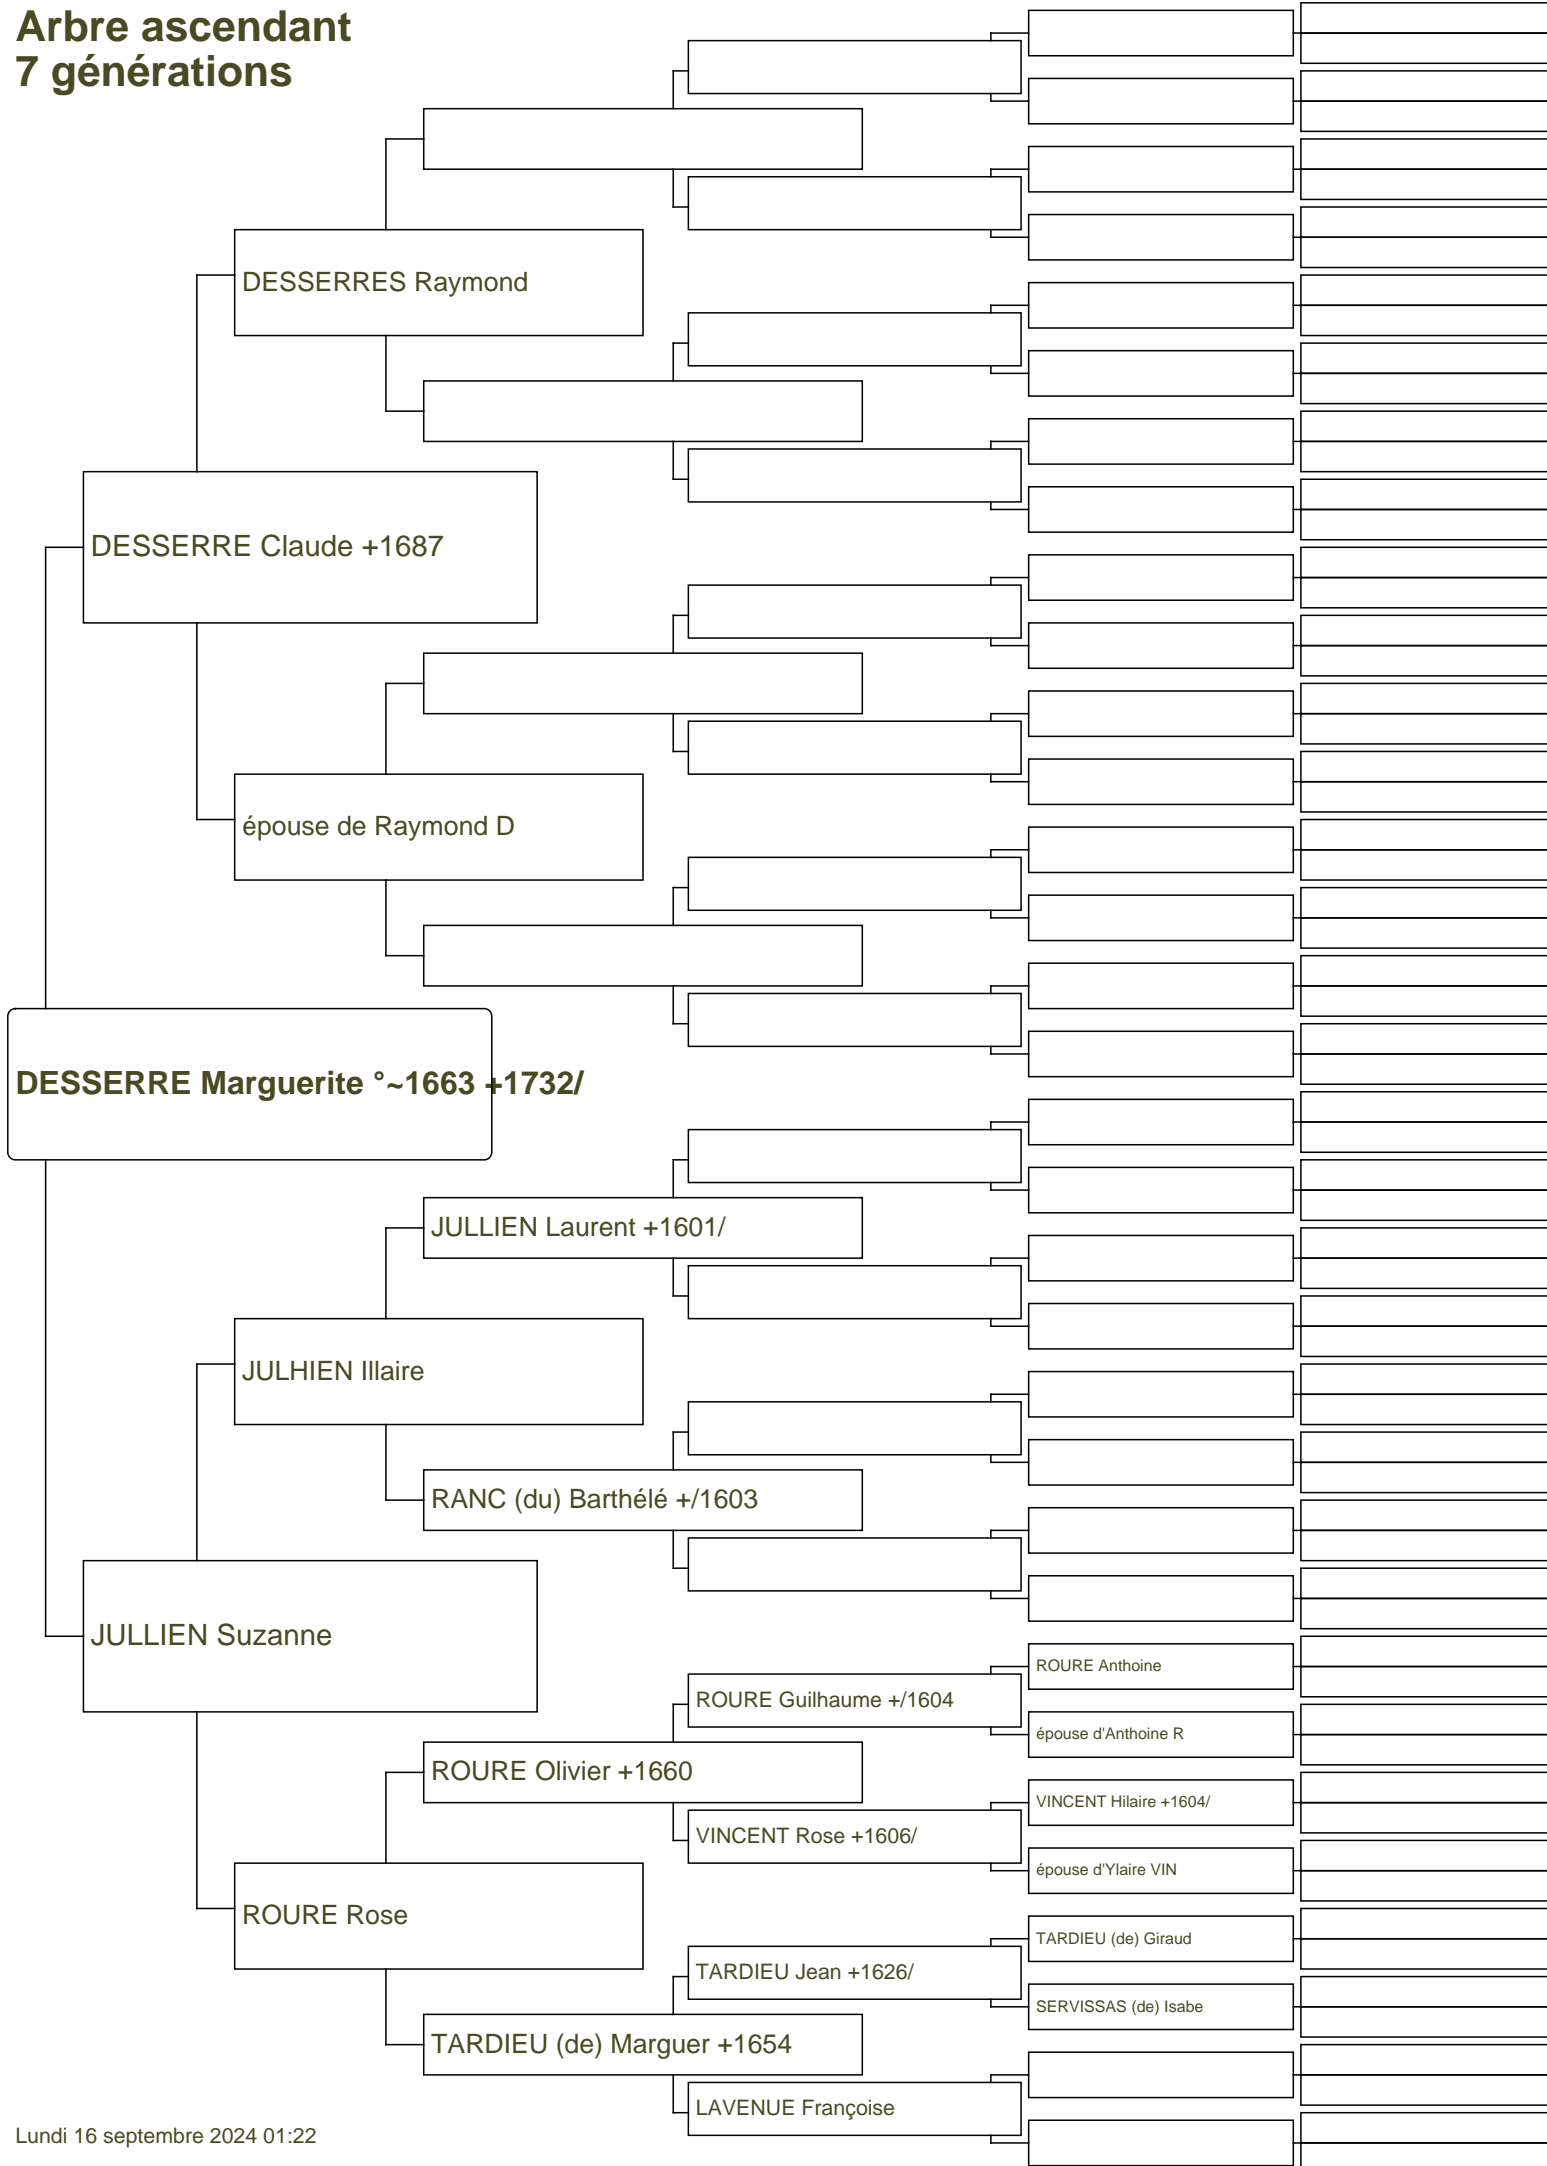 Arbre ascendant
7 générations
DESSERRES Raymond
DESSERRE Claude +1687
épouse de Raymond D
DESSERRE Marguerite °~1663 +1732/
JULLIEN Laurent +1601/
JULHIEN Illaire
RANC (du) Barthélé +/1603
JULLIEN Suzanne
ROURE Anthoine
ROURE Guilhaume +/1604
épouse d'Anthoine R
ROURE Olivier +1660
VINCENT Hilaire +1604/
VINCENT Rose +1606/
épouse d'Ylaire VIN
ROURE Rose
TARDIEU (de) Giraud
TARDIEU Jean +1626/
SERVISSAS (de) Isabe
TARDIEU (de) Marguer +1654
LAVENUE Françoise
Lundi 16 septembre 2024 01:22